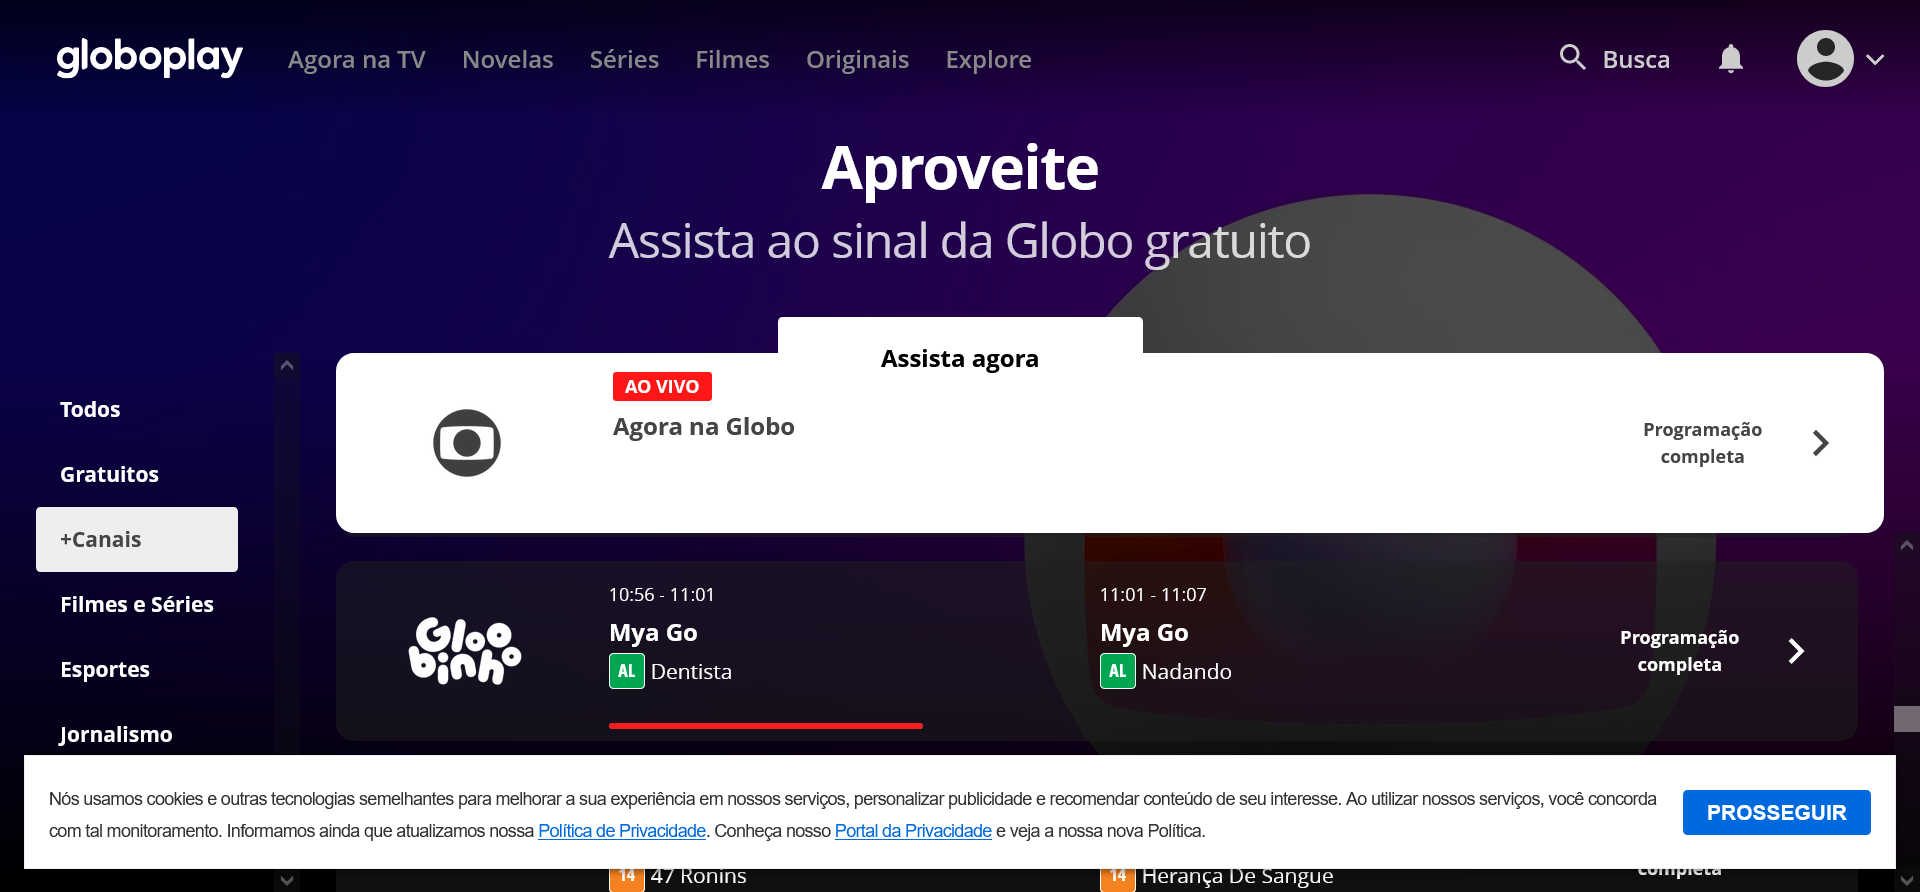 globoplay
Agora na TV
Novelas
Séries
Filmes
Originais
Explore
Busca
Aproveite
Assista ao sinal da Globo gratuito
Assista agora
Todos
Gratuitos
+Canais
Filmes e Séries
Esportes
Jornalismo
AO VIVO
Agora na Globo
Programação
completa
Gloobinho
10:56 - 11:01
Mya Go
AL Dentista
11:01 - 11:07
Mya Go
AL Nadando
Programação
completa
Nós usamos cookies e outras tecnologias semelhantes para melhorar a sua experiência em nossos serviços, personalizar publicidade e recomendar conteúdo de seu interesse. Ao utilizar nossos serviços, você concorda
com tal monitoramento. Informamos ainda que atualizamos nossa Política de Privacidade. Conheça nosso Portal da Privacidade e veja a nossa nova Política.
PROSSEGUIR
14 47 Ronins
14 Herança De Sangue
completa